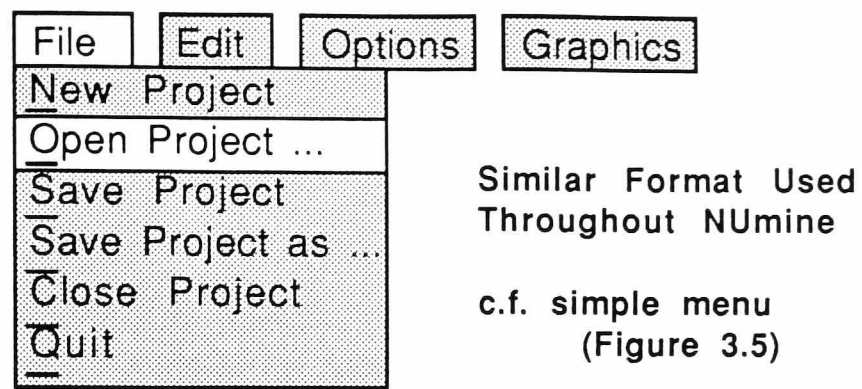 File Edit Options Graphics
New Project
Open Project ...
Save Project
Save Project as ...
Close Project
Quit
Similar Format Used
Throughout NUmine
c.f. simple menu
(Figure 3.5)